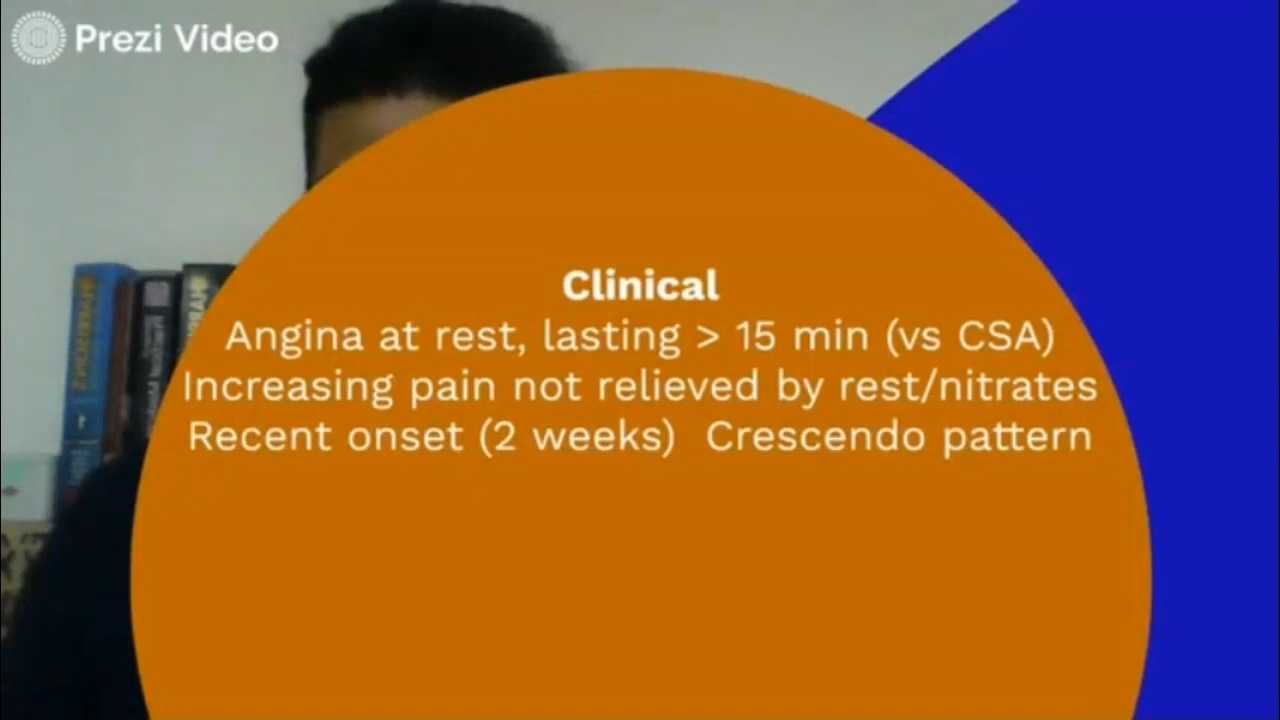 Prezi Video
Clinical
Angina at rest, lasting > 15 min (vs CSA)
Increasing pain not relieved by rest/nitrates
Recent onset (2 weeks)  Crescendo pattern